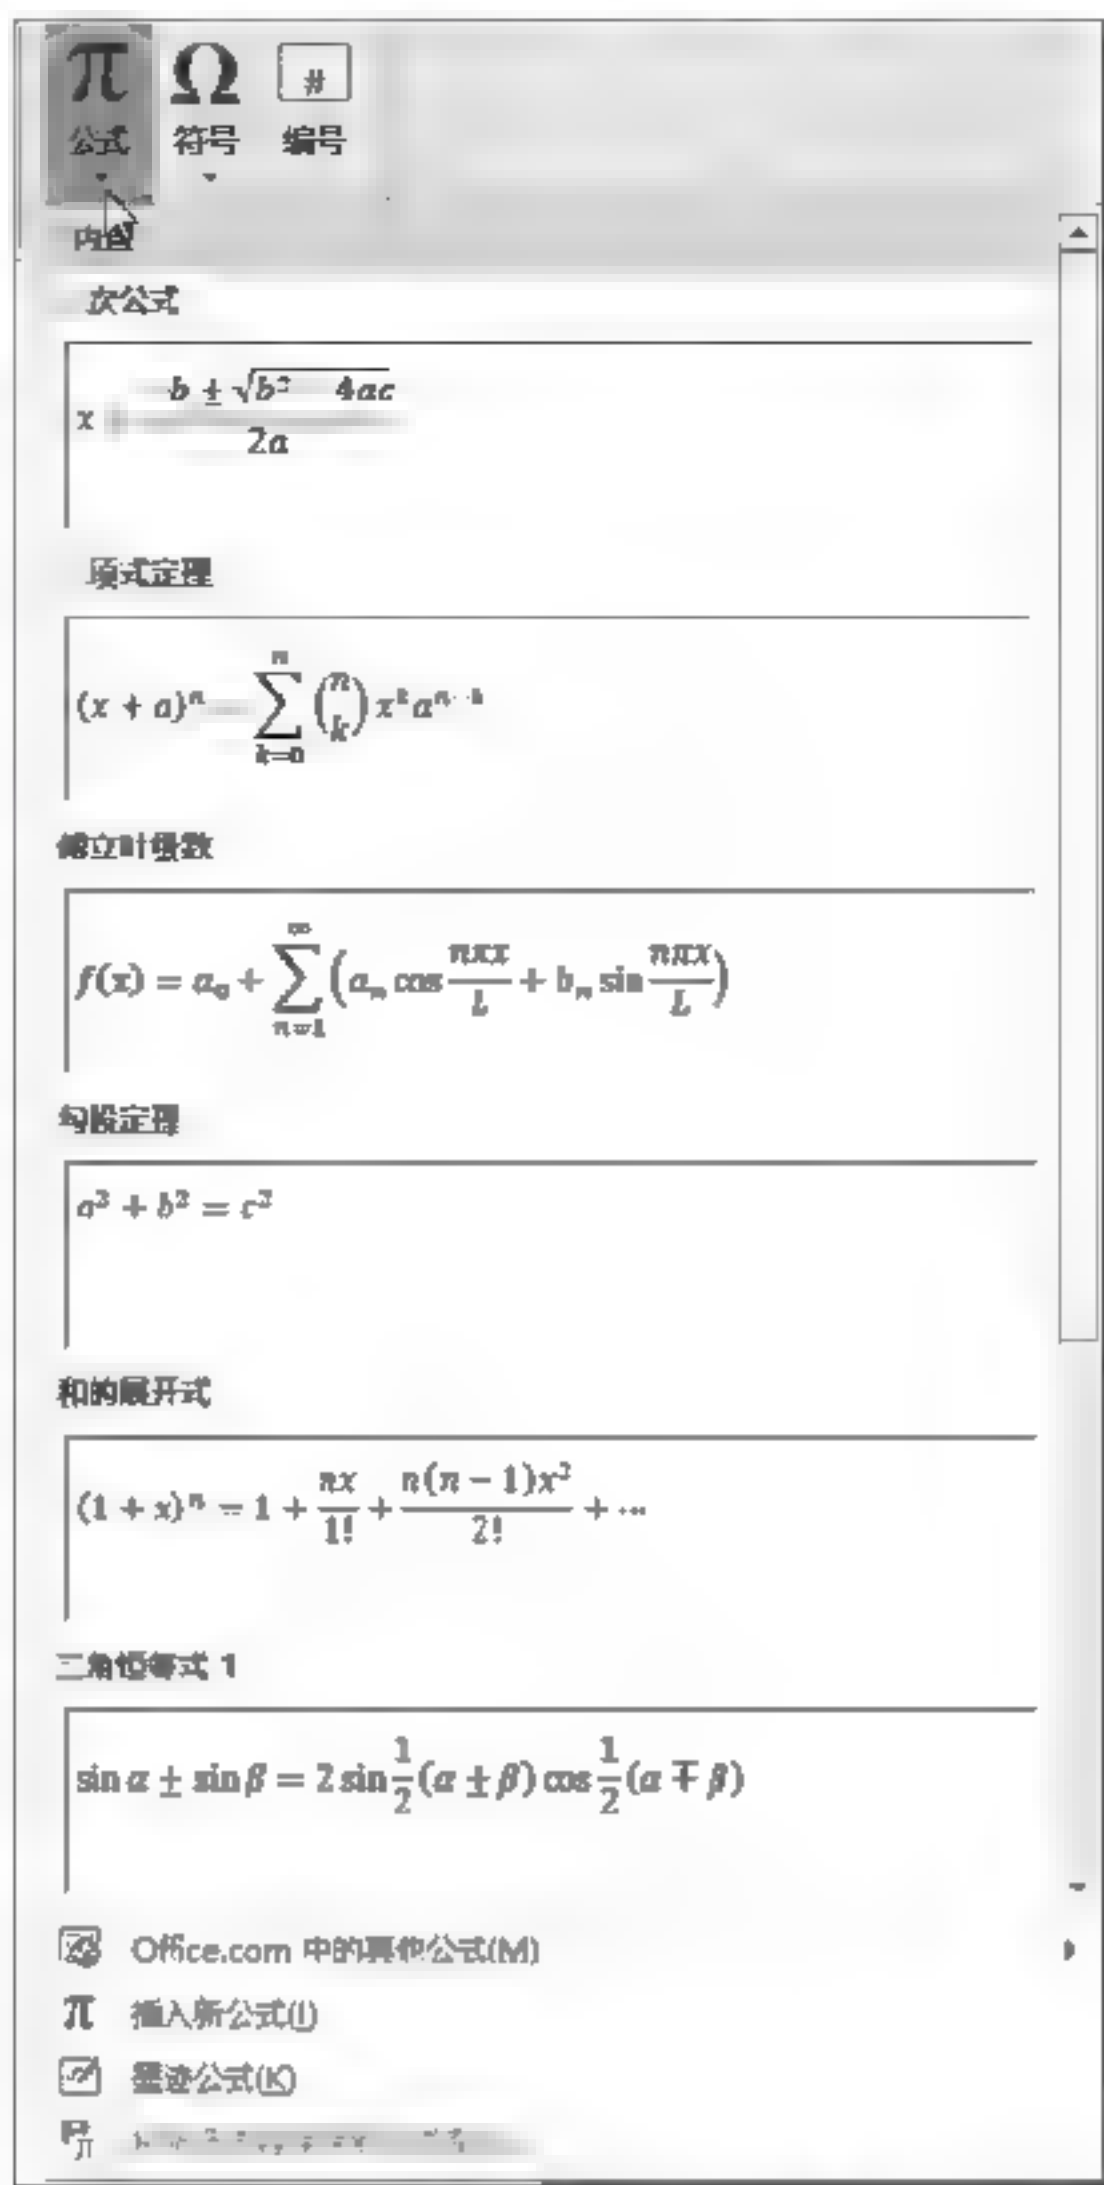 π Ω #
公式 符号 编号
内置
次公式
x = b ± √b² 4ac / 2a
项式定理
(x + a)ⁿ = ∑ₖ₌₀ⁿ (n k) xᵏaⁿ⁻ᵏ
傅立叶级数
f(x) = a₀ + ∑ₙ₌₁^∞ (aₙ cos nπx/L + bₙ sin nπx/L)
勾股定理
a² + b² = c²
和的展开式
(1 + x)ⁿ = 1 + nx/1! + n(n − 1)x²/2! + ⋯
三角恒等式 1
sin α ± sin β = 2 sin 1/2 (α ± β) cos 1/2 (α ∓ β)
Office.com 中的其他公式(M)
π 插入新公式(I)
墨迹公式(K)